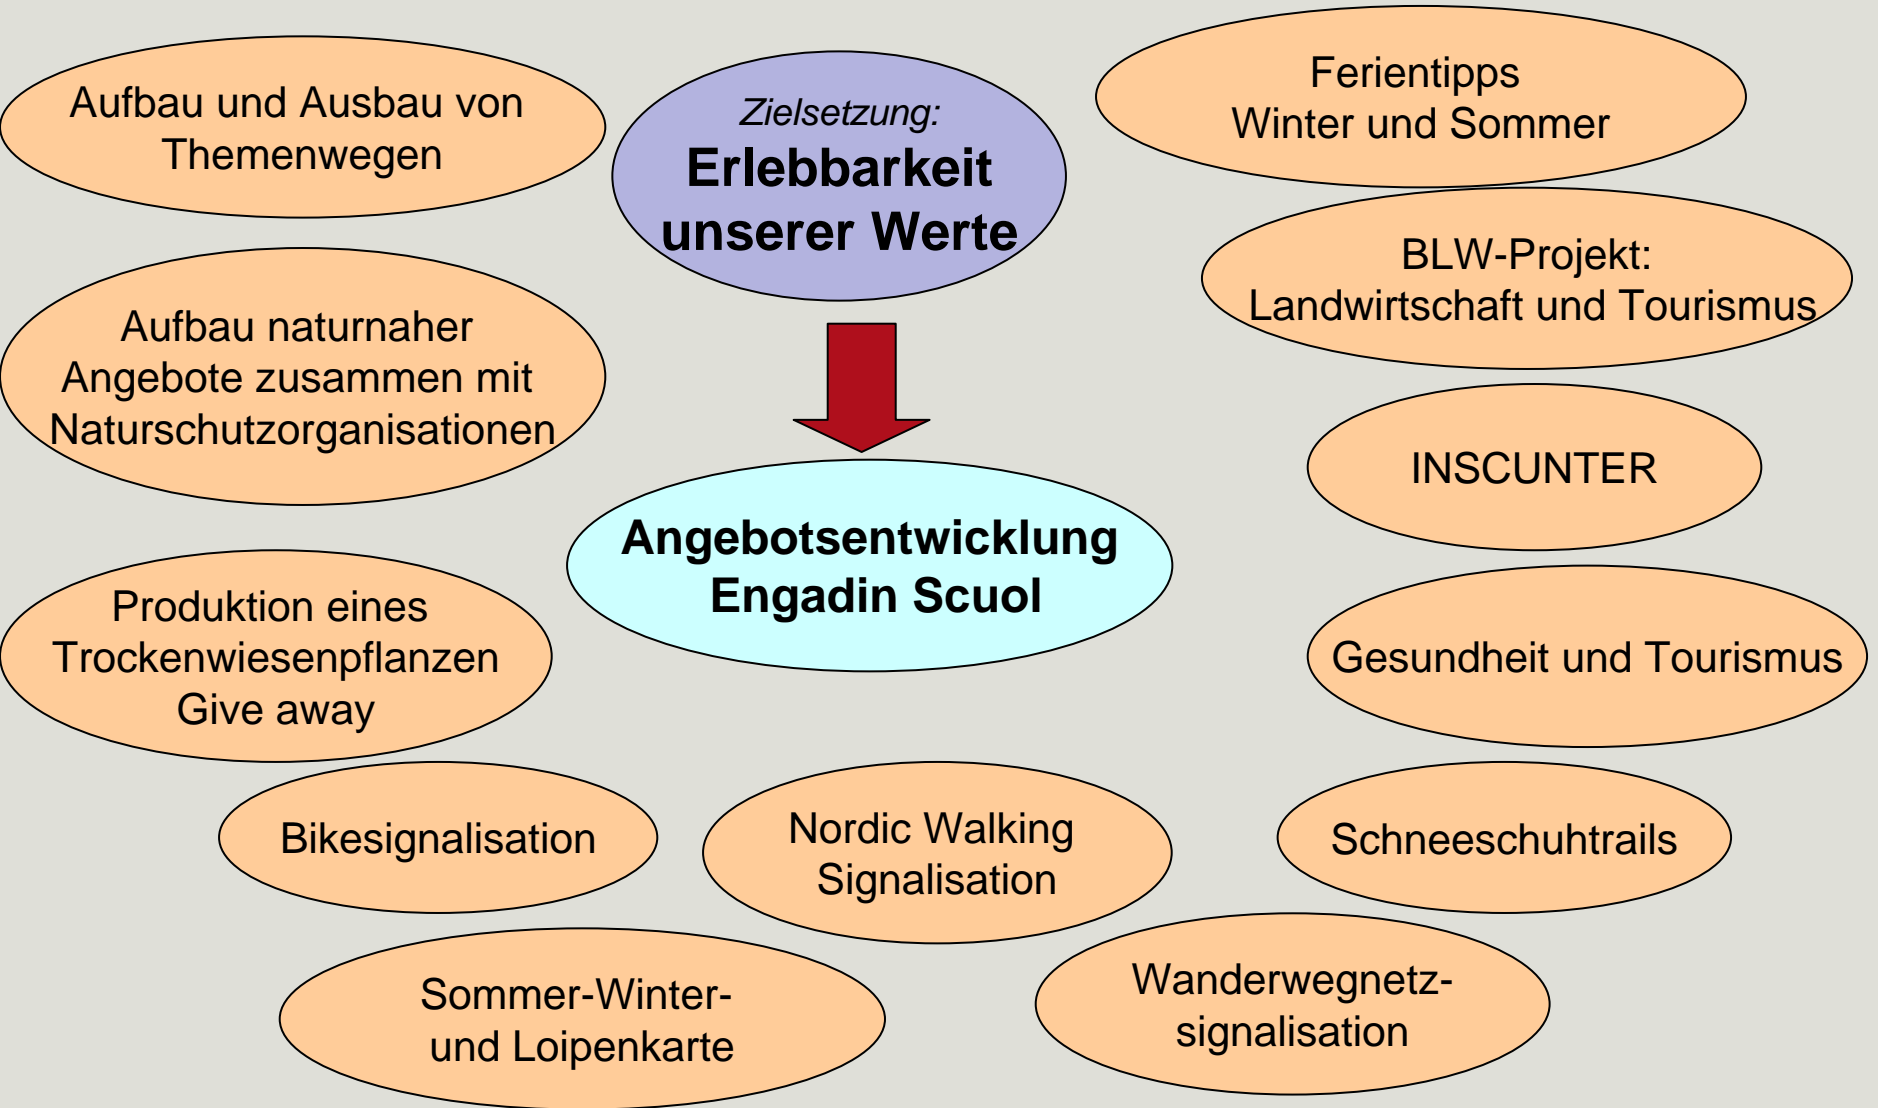 Aufbau und Ausbau von
Themenwegen
Zielsetzung:
Erlebbarkeit
unserer Werte
Ferientipps
Winter und Sommer
BLW-Projekt:
Landwirtschaft und Tourismus
Aufbau naturnaher
Angebote zusammen mit
Naturschutzorganisationen
INSCUNTER
Angebotsentwicklung
Engadin Scuol
Produktion eines
Trockenwiesenpflanzen
Give away
Gesundheit und Tourismus
Bikesignalisation
Nordic Walking
Signalisation
Schneeschuhtrails
Sommer-Winter-
und Loipenkarte
Wanderwegnetz-
signalisation